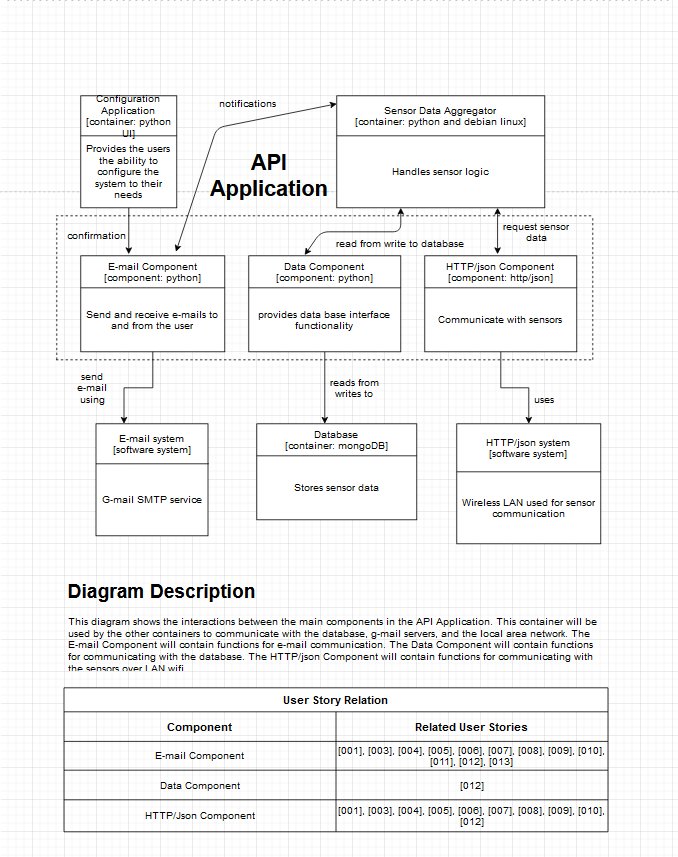 Configuration
Application
[container: python
UI]
Provides the users
the ability to
configure the
system to their
needs
notifications
API
Application
Sensor Data Aggregator
[container: python and debian linux]
Handles sensor logic
confirmation
read from write to database
request sensor
data
E-mail Component
[component: python]
Send and receive e-mails to
and from the user
Data Component
[component: python]
provides data base interface
functionality
HTTP/json Component
[component: http/json]
Communicate with sensors
send
e-mail
using
reads from
writes to
uses
E-mail system
[software system]
G-mail SMTP service
Database
[container: mongoDB]
Stores sensor data
HTTP/json system
[software system]
Wireless LAN used for sensor
communication
Diagram Description
This diagram shows the interactions between the main components in the API Application. This container will be
used by the other containers to communicate with the database, g-mail servers, and the local area network. The
E-mail Component will contain functions for e-mail communication. The Data Component will contain functions
for communicating with the database. The HTTP/json Component will contain functions for communicating with
the sensors over LAN wifi.
User Story Relation
Component
Related User Stories
E-mail Component
[001], [003], [004], [005], [006], [007], [008], [009], [010],
[011], [012], [013]
Data Component
[012]
HTTP/Json Component
[001], [003], [004], [005], [006], [007], [008], [009], [010],
[012]